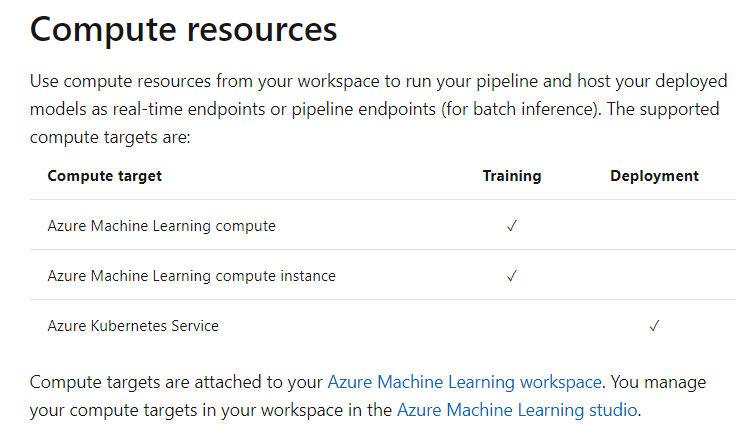 Compute resources
Use compute resources from your workspace to run your pipeline and host your deployed
models as real-time endpoints or pipeline endpoints (for batch inference). The supported
compute targets are:
Compute target Training Deployment
Azure Machine Learning compute ✓
Azure Machine Learning compute instance ✓
Azure Kubernetes Service ✓
Compute targets are attached to your Azure Machine Learning workspace. You manage
your compute targets in your workspace in the Azure Machine Learning studio.